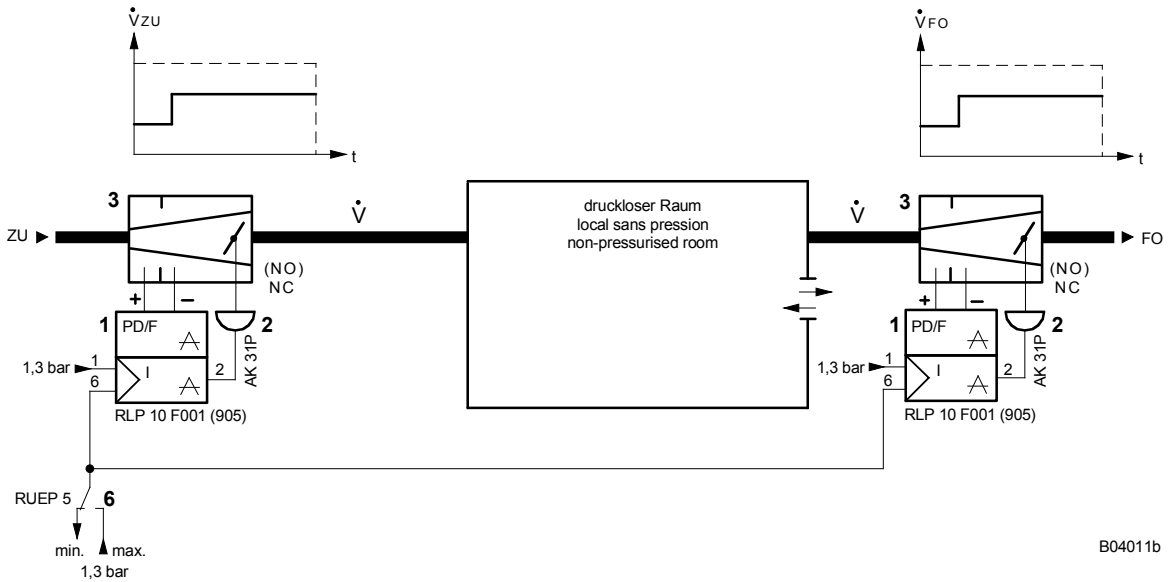 V̇ZU
t
V̇FO
t
3
ZU
V̇
druckloser Raum
local sans pression
non-pressurised room
V̇
3
FO
(NO)
NC
(NO)
NC
+ –
+ –
1
PD/F
2
AK 31P
1,3 bar
1
6
I
2
RLP 10 F001 (905)
1
PD/F
2
AK 31P
1,3 bar
1
6
I
2
RLP 10 F001 (905)
RUEP 5
6
min. max.
1,3 bar
B04011b